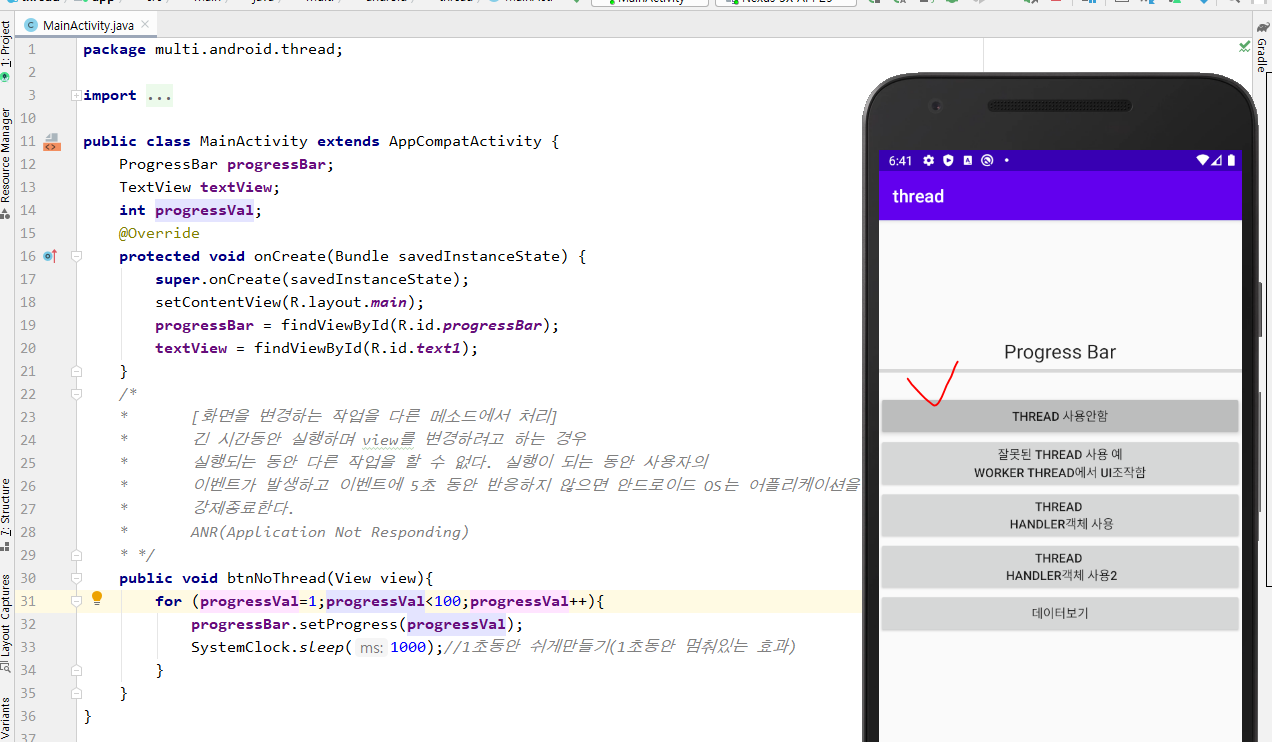 MainActivity
MainActivity.java
1: Project
Resource Manager
7: Structure
Layout Captures
Variants
Gradle
1 package multi.android.thread;
2
3 import ...
10
11 public class MainActivity extends AppCompatActivity {
12 ProgressBar progressBar;
13 TextView textView;
14 int progressVal;
15 @Override
16 protected void onCreate(Bundle savedInstanceState) {
17 super.onCreate(savedInstanceState);
18 setContentView(R.layout.main);
19 progressBar = findViewById(R.id.progressBar);
20 textView = findViewById(R.id.text1);
21 }
22 /*
23 * [화면을 변경하는 작업을 다른 메소드에서 처리]
24 * 긴 시간동안 실행하며 view를 변경하려고 하는 경우
25 * 실행되는 동안 다른 작업을 할 수 없다. 실행이 되는 동안 사용자의
26 * 이벤트가 발생하고 이벤트에 5초 동안 반응하지 않으면 안드로이드 OS는 어플리케이션을
27 * 강제종료한다.
28 * ANR(Application Not Responding)
29 * */
30 public void btnNoThread(View view){
31 for (progressVal=1;progressVal<100;progressVal++){
32 progressBar.setProgress(progressVal);
33 SystemClock.sleep( ms: 1000);//1초동안 쉬게만들기(1초동안 멈춰있는 효과)
34 }
35 }
36 }
37
6:41
thread
Progress Bar
THREAD 사용안함
잘못된 THREAD 사용 예
WORKER THREAD에서 UI조작함
THREAD
HANDLER객체 사용
THREAD
HANDLER객체 사용2
데이터보기